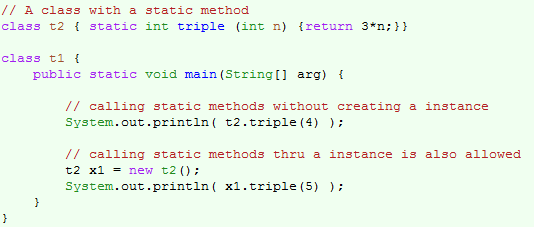 // A class with a static method
class t2 { static int triple (int n) {return 3*n;}}
class t1 {
public static void main(String[] arg) {
// calling static methods without creating a instance
System.out.println( t2.triple(4) );
// calling static methods thru a instance is also allowed
t2 x1 = new t2();
System.out.println( x1.triple(5) );
}
}